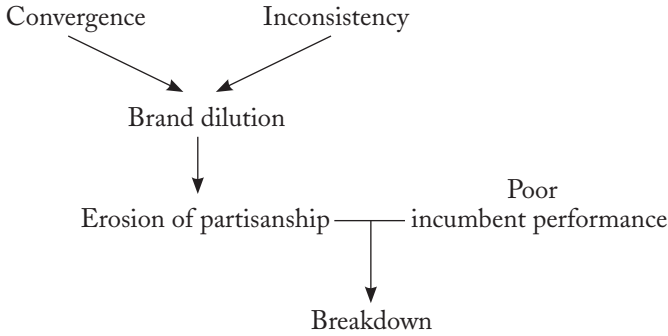 Convergence
Inconsistency
Brand dilution
Poor
Erosion of partisanship
incumbent performance
Breakdown